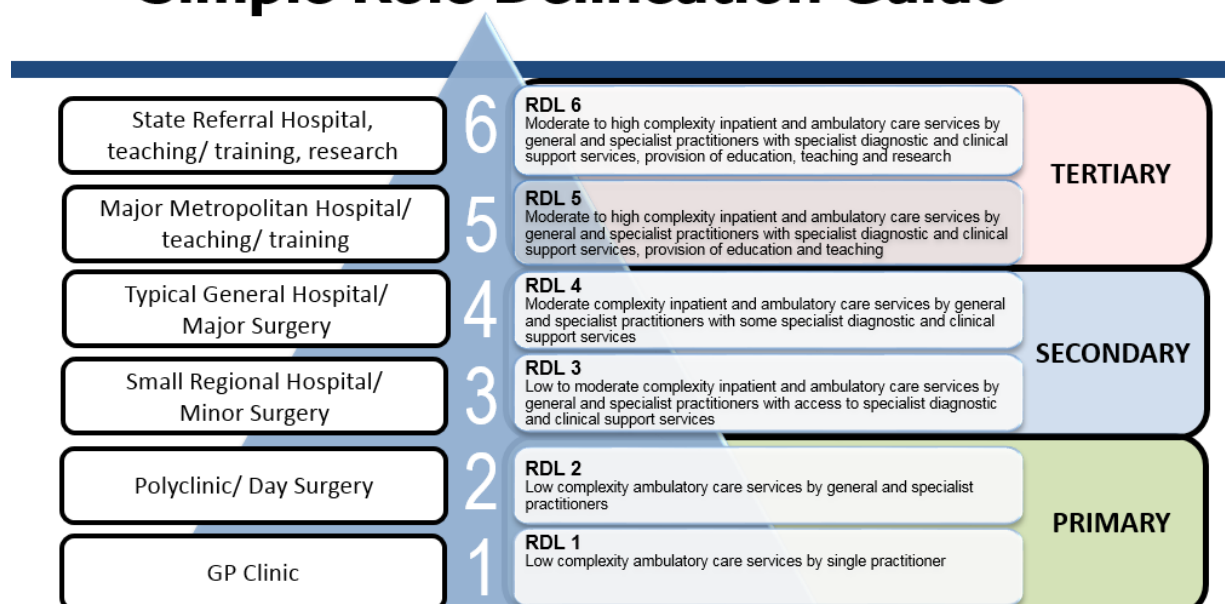 Simple Role Delineation Guide
State Referral Hospital,
teaching/ training, research
6
RDL 6
Moderate to high complexity inpatient and ambulatory care services by
general and specialist practitioners with specialist diagnostic and clinical
support services, provision of education, teaching and research
TERTIARY
Major Metropolitan Hospital/
teaching/ training
5
RDL 5
Moderate to high complexity inpatient and ambulatory care services by
general and specialist practitioners with specialist diagnostic and clinical
support services, provision of education and teaching
Typical General Hospital/
Major Surgery
4
RDL 4
Moderate complexity inpatient and ambulatory care services by general
and specialist practitioners with some specialist diagnostic and clinical
support services
SECONDARY
Small Regional Hospital/
Minor Surgery
3
RDL 3
Low to moderate complexity inpatient and ambulatory care services by
general and specialist practitioners with access to specialist diagnostic
and clinical support services
Polyclinic/ Day Surgery
2
RDL 2
Low complexity ambulatory care services by general and specialist
practitioners
PRIMARY
GP Clinic
1
RDL 1
Low complexity ambulatory care services by single practitioner